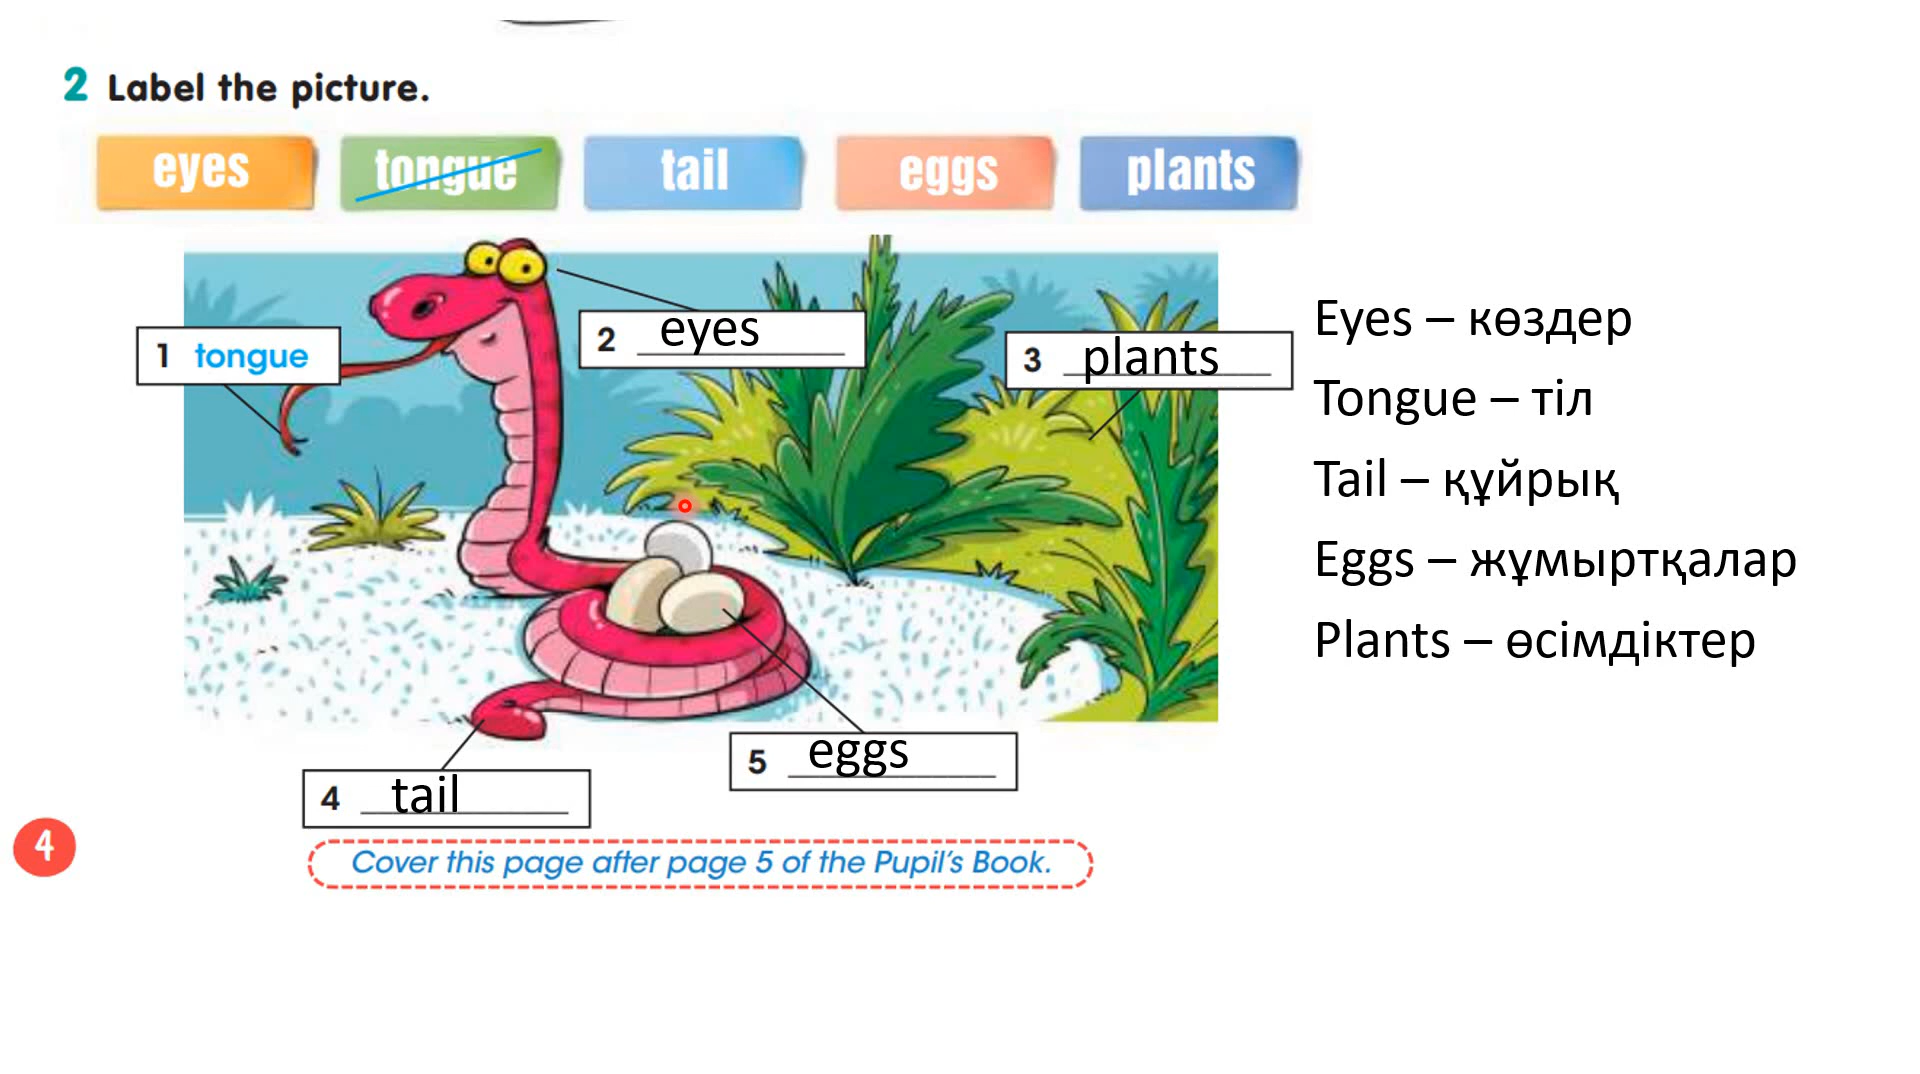 2 Label the picture.
eyes tongue tail eggs plants
1 tongue
2 eyes
3 plants
4 tail
5 eggs
Eyes – көздер
Tongue – тіл
Tail – құйрық
Eggs – жұмыртқалар
Plants – өсімдіктер
4
Cover this page after page 5 of the Pupil's Book.